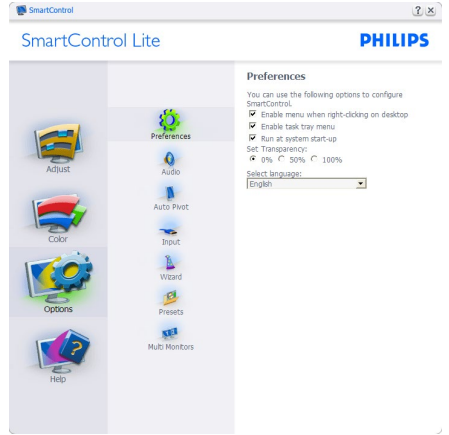 SmartControl
SmartControl Lite
PHILIPS
Adjust
Color
Options
Help
Preferences
Audio
Auto Pivot
Input
Wizard
Presets
Multi Monitors
Preferences
You can use the following options to configure
SmartControl.
Enable menu when right-clicking on desktop
Enable task tray menu
Run at system start-up
Set Transparency:
0% 50% 100%
Select language:
English